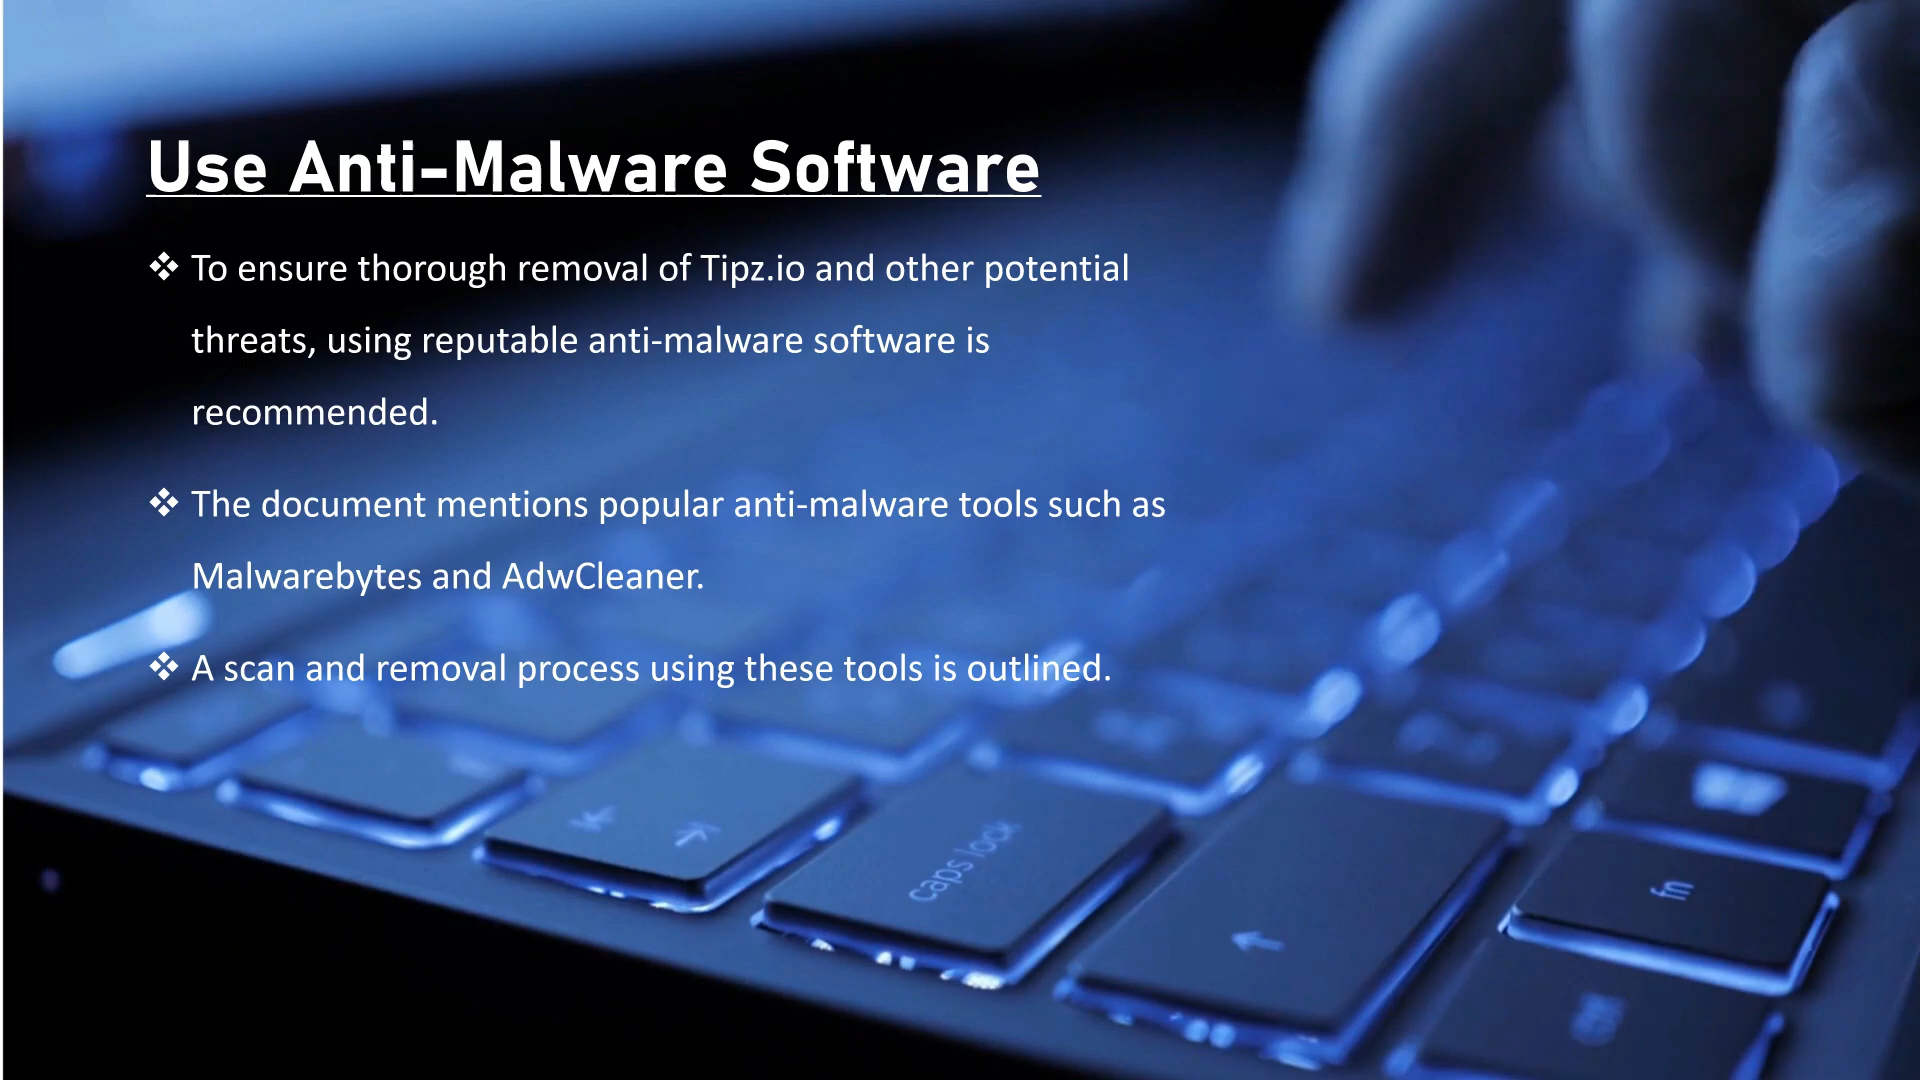 Use Anti-Malware Software
❖ To ensure thorough removal of Tipz.io and other potential
threats, using reputable anti-malware software is
recommended.
❖ The document mentions popular anti-malware tools such as
Malwarebytes and AdwCleaner.
❖ A scan and removal process using these tools is outlined.
caps lock
fn